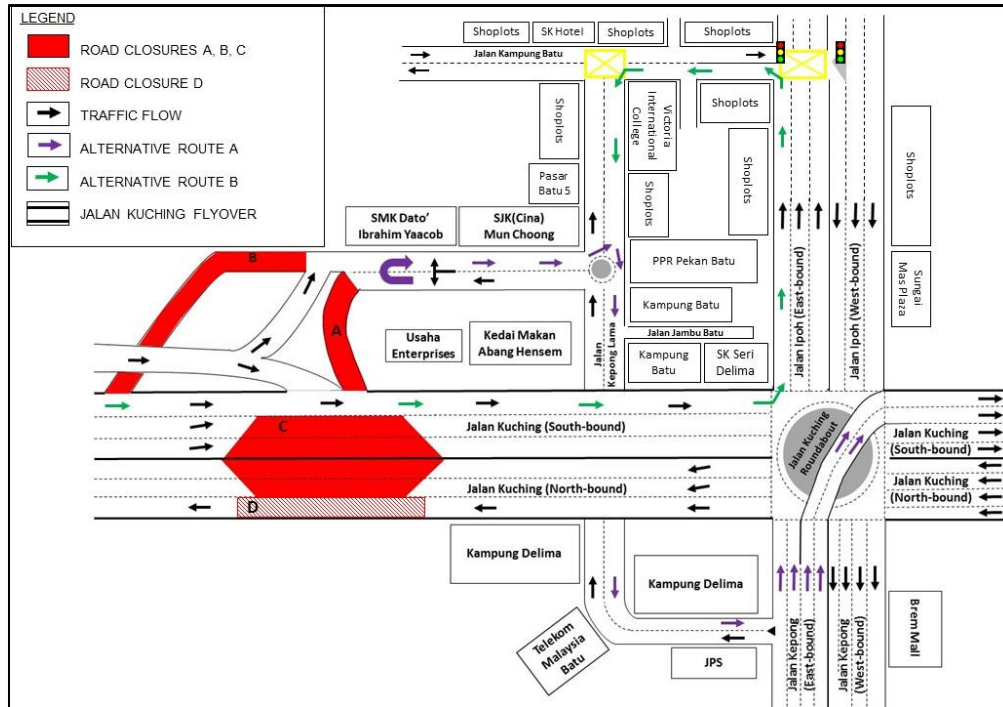 LEGEND
ROAD CLOSURES A, B, C
ROAD CLOSURE D
TRAFFIC FLOW
ALTERNATIVE ROUTE A
ALTERNATIVE ROUTE B
JALAN KUCHING FLYOVER
Shoplots
SK Hotel
Shoplots
Shoplots
Jalan Kampung Batu
Shoplots
Victoria
International
College
Shoplots
Shoplots
Shoplots
Pasar
Batu 5
Shoplots
SMK Dato’
Ibrahim Yaacob
SJK(Cina)
Mun Choong
B
PPR Pekan Batu
Jalan Ipoh (East-bound)
Jalan Ipoh (West-bound)
Sungai
Mas Plaza
A
Usaha
Enterprises
Kedai Makan
Abang Hensem
Jalan
Kepong Lama
Kampung Batu
Jalan Jambu Batu
Kampung
Batu
SK Seri
Delima
C
Jalan Kuching (South-bound)
Jalan Kuching
Roundabout
Jalan Kuching
(South-bound)
Jalan Kuching (North-bound)
Jalan Kuching
(North-bound)
D
Kampung Delima
Kampung Delima
Telekom
Malaysia
Batu
JPS
Jalan Kepong
(East-bound)
Jalan Kepong
(West-bound)
Brem Mall